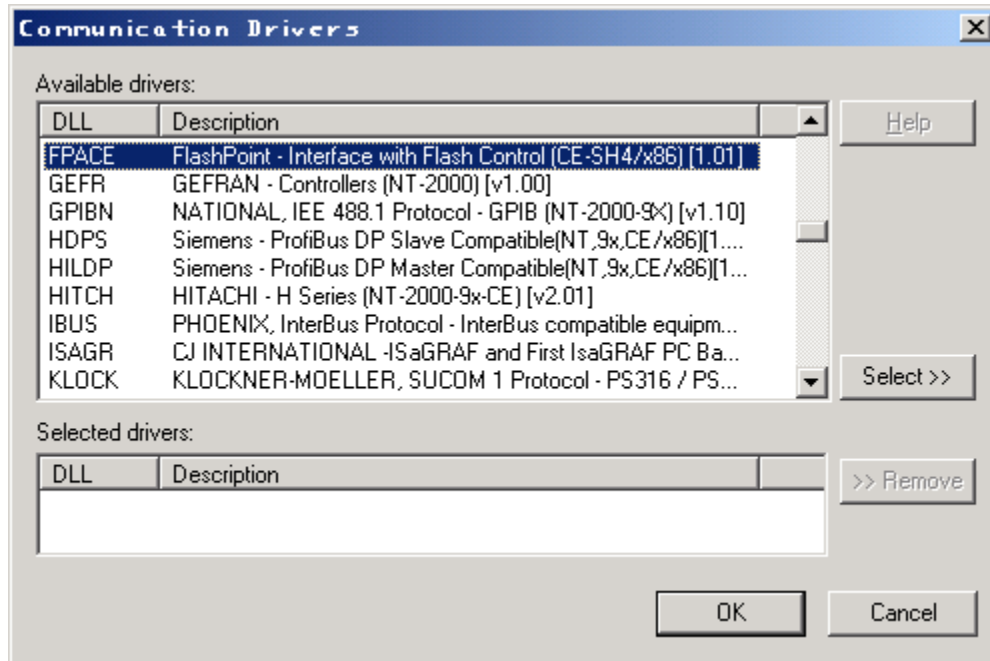 Communication Drivers
Available drivers:
DLL Description
Help
FPACE FlashPoint - Interface with Flash Control (CE-SH4/x86) [1.01]
GEFR GEFRAN - Controllers (NT-2000) [v1.00]
GPIBN NATIONAL, IEE 488.1 Protocol - GPIB (NT-2000-9X) [v1.10]
HDPS Siemens - ProfiBus DP Slave Compatible(NT,9x,CE/x86)[1....
HILDP Siemens - ProfiBus DP Master Compatible(NT,9x,CE/x86)[1...
HITCH HITACHI - H Series (NT-2000-9x-CE) [v2.01]
IBUS PHOENIX, InterBus Protocol - InterBus compatible equipm...
ISAGR CJ INTERNATIONAL -ISaGRAF and First IsaGRAF PC Ba...
KLOCK KLOCKNER-MOELLER, SUCOM 1 Protocol - PS316 / PS...
Select >>
Selected drivers:
DLL Description
>> Remove
OK Cancel